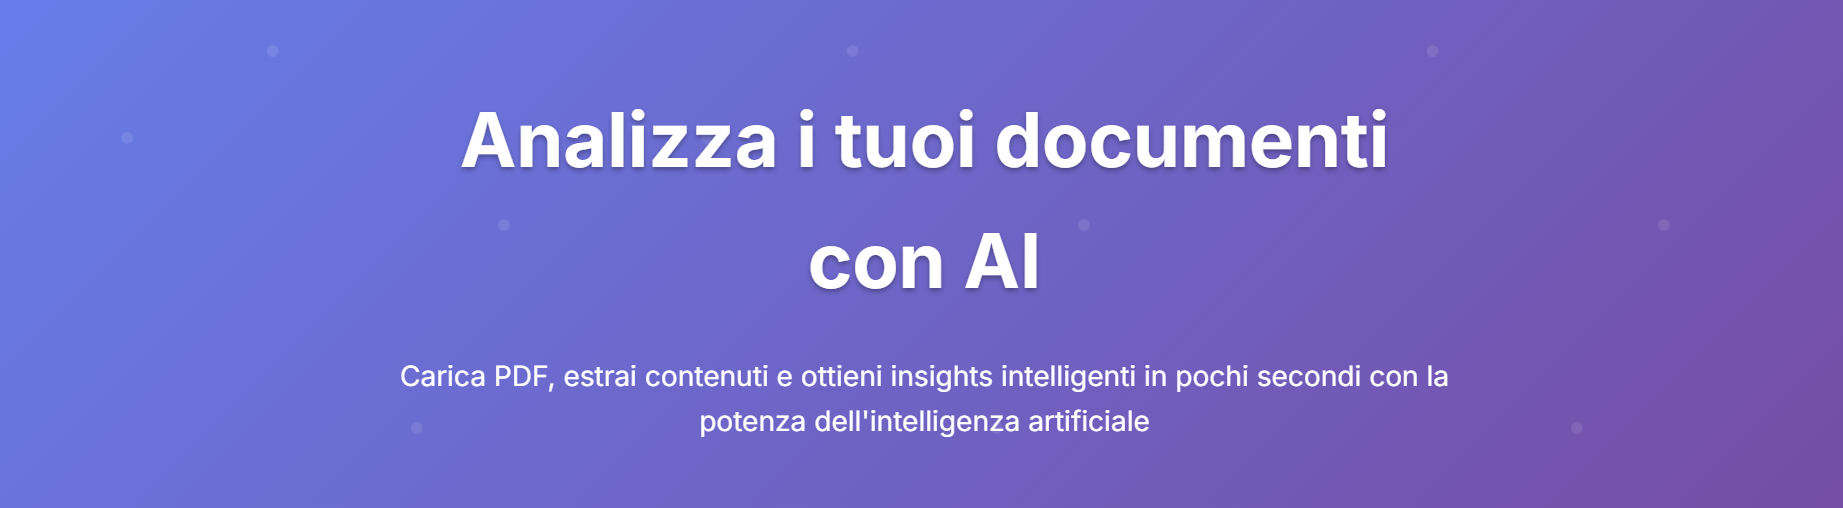 Analizza i tuoi documenti
con AI
Carica PDF, estrai contenuti e ottieni insights intelligenti in pochi secondi con la
potenza dell'intelligenza artificiale